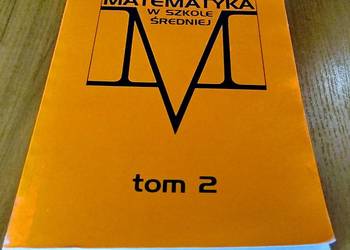 MATEMATYKA
W SZKOLE
ŚREDNIEJ
M
tom 2